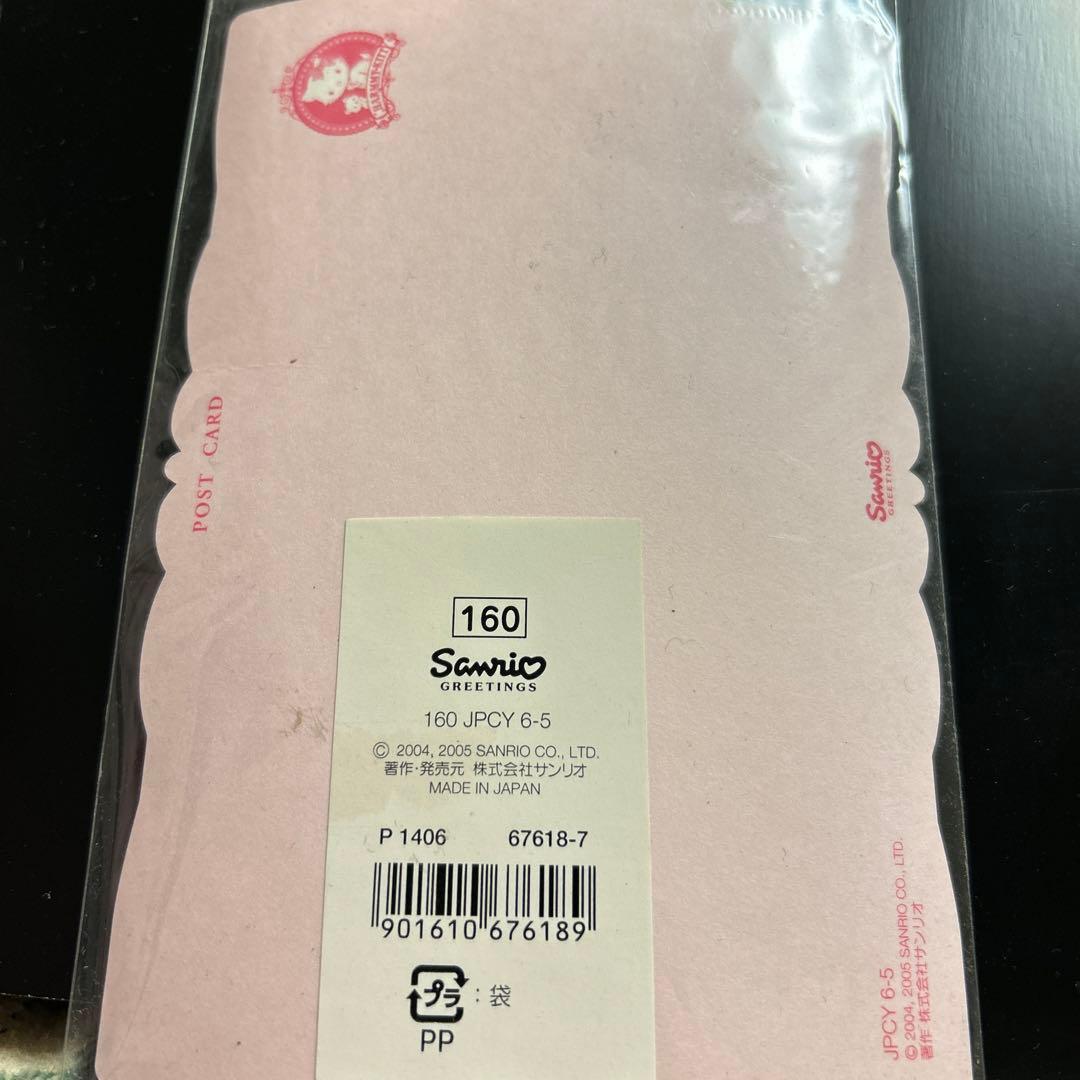 POST CARD
Sanrio
GREETINGS
160
Sanrio
GREETINGS
160 JPCY 6-5
© 2004, 2005 SANRIO CO., LTD.
著作・発売元 株式会社サンリオ
MADE IN JAPAN
P 1406 67618-7
901610 676189
プラ : 袋
PP
JPCY 6-5
© 2004, 2005 SANRIO CO., LTD.
著作 株式会社サンリオ